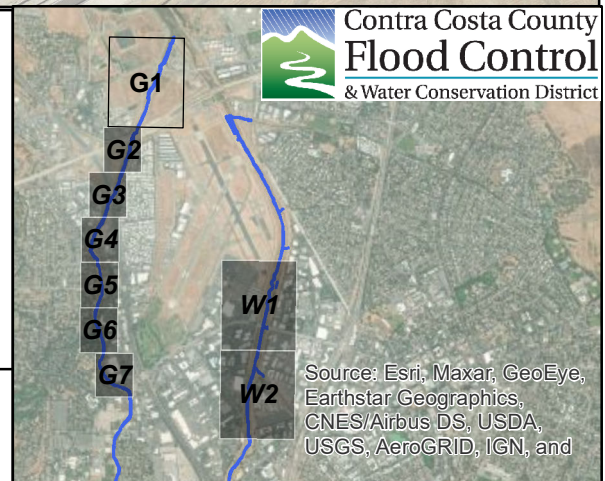 Contra Costa County
Flood Control
& Water Conservation District
G1
G2
G3
G4
G5
G6
G7
W1
W2
Source: Esri, Maxar, GeoEye,
Earthstar Geographics,
CNES/Airbus DS, USDA,
USGS, AeroGRID, IGN, and